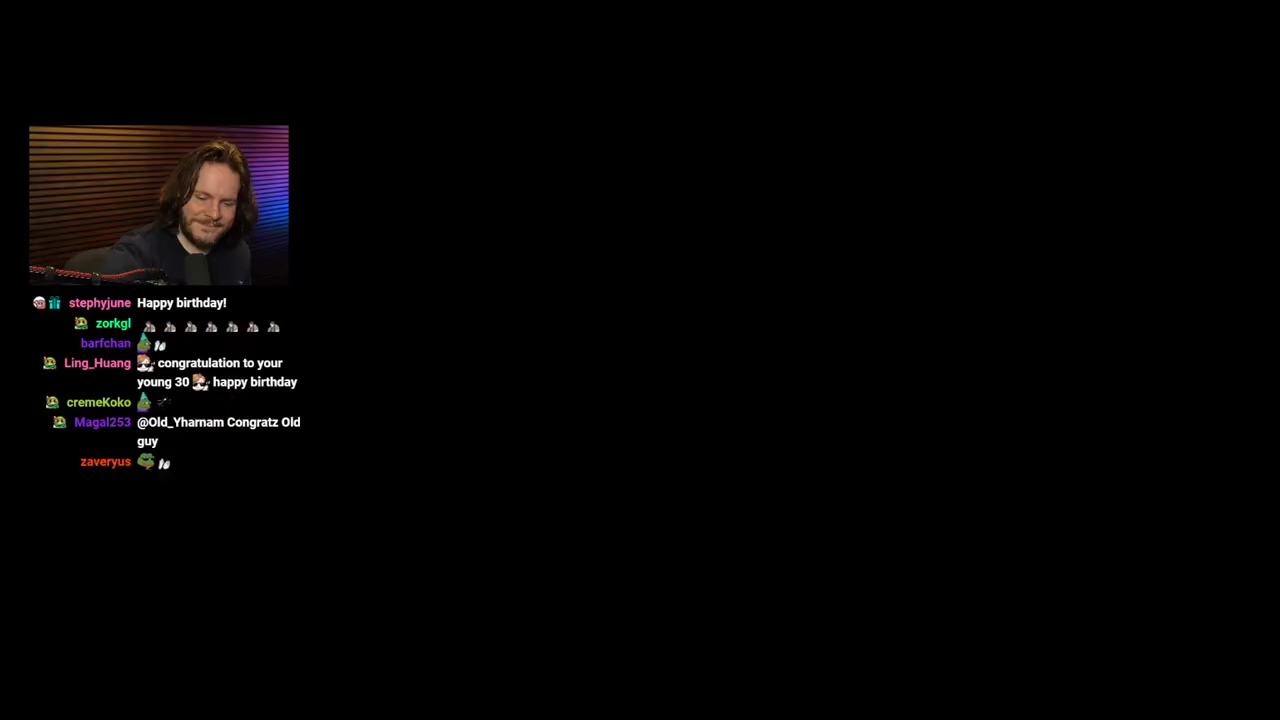 stephyjune Happy birthday!
zorkgl
barfchan
Ling_Huang congratulation to your
young 30 happy birthday
cremeKoko
Magal253 @Old_Yharnam Congratz Old
guy
zaveryus